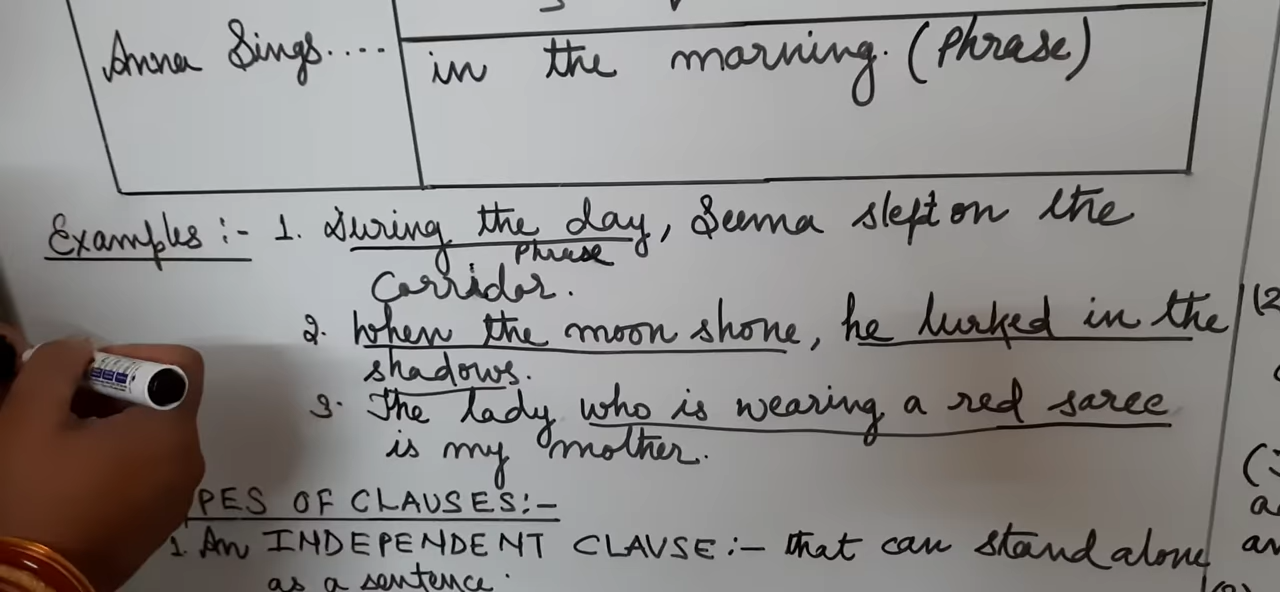 Anna Sings....
in the morning. (Phrase)
Examples :- 1. During the day, Seema slept on the
Phrase
Corridor.
2. When the moon shone, he lurked in the
shadows.
3. The lady who is wearing a red saree
is my mother.
PES OF CLAUSES:-
1. An INDEPENDENT CLAUSE :- that can stand alone
as a sentence.